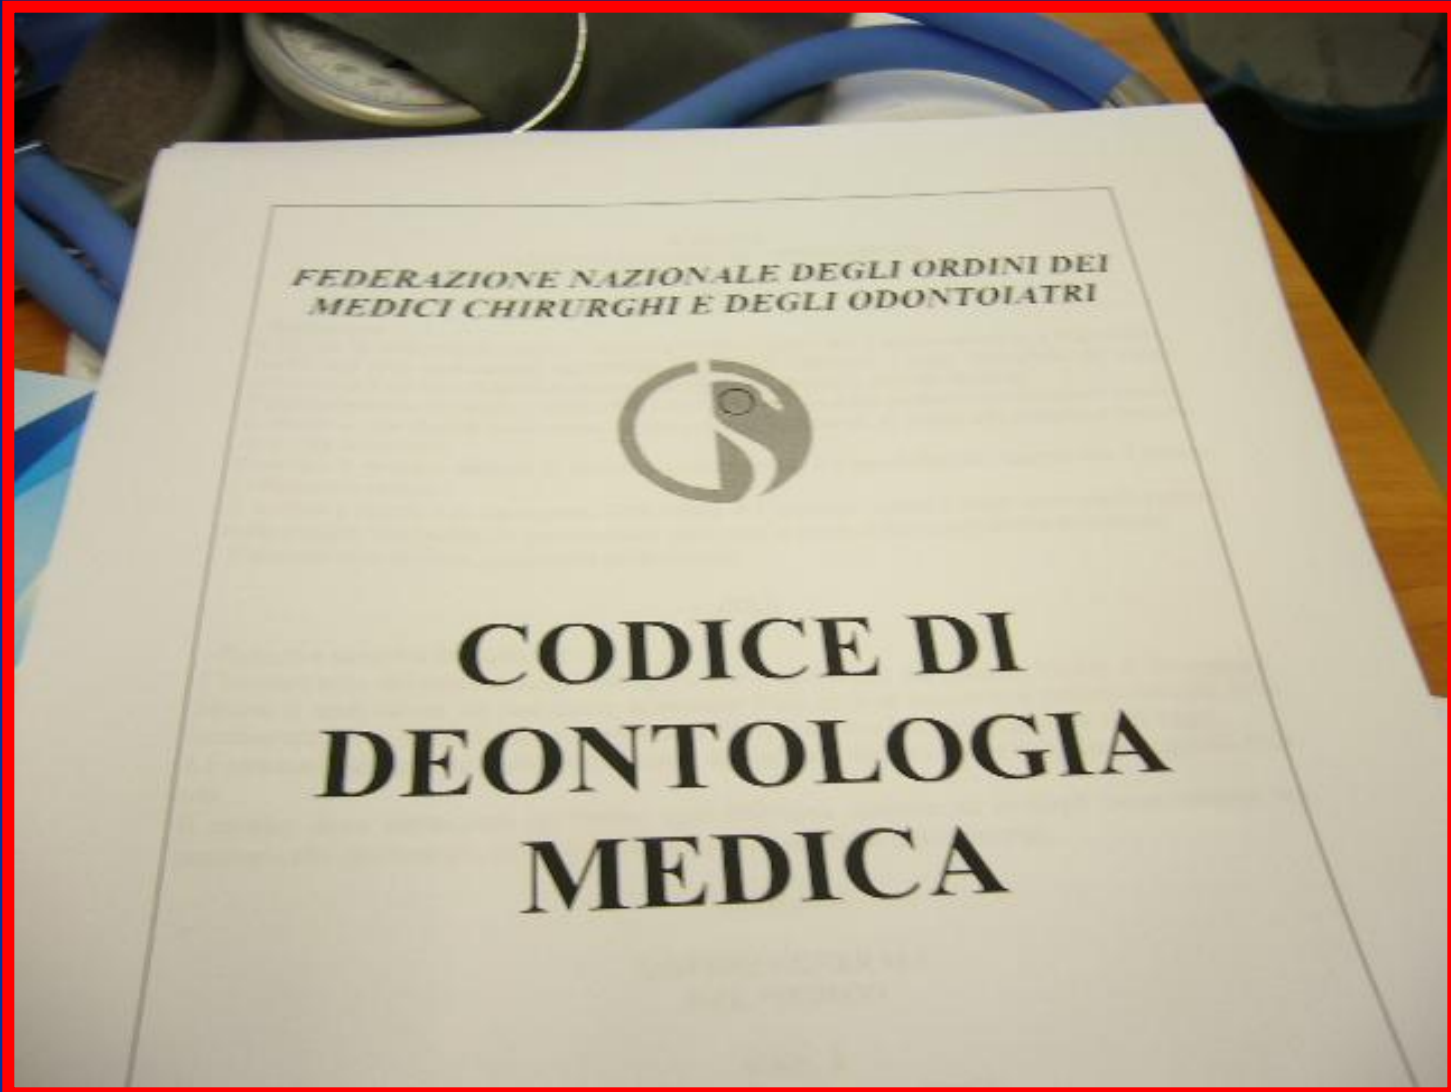 FEDERAZIONE NAZIONALE DEGLI ORDINI DEI
MEDICI CHIRURGHI E DEGLI ODONTOIATRI
CODICE DI
DEONTOLOGIA
MEDICA